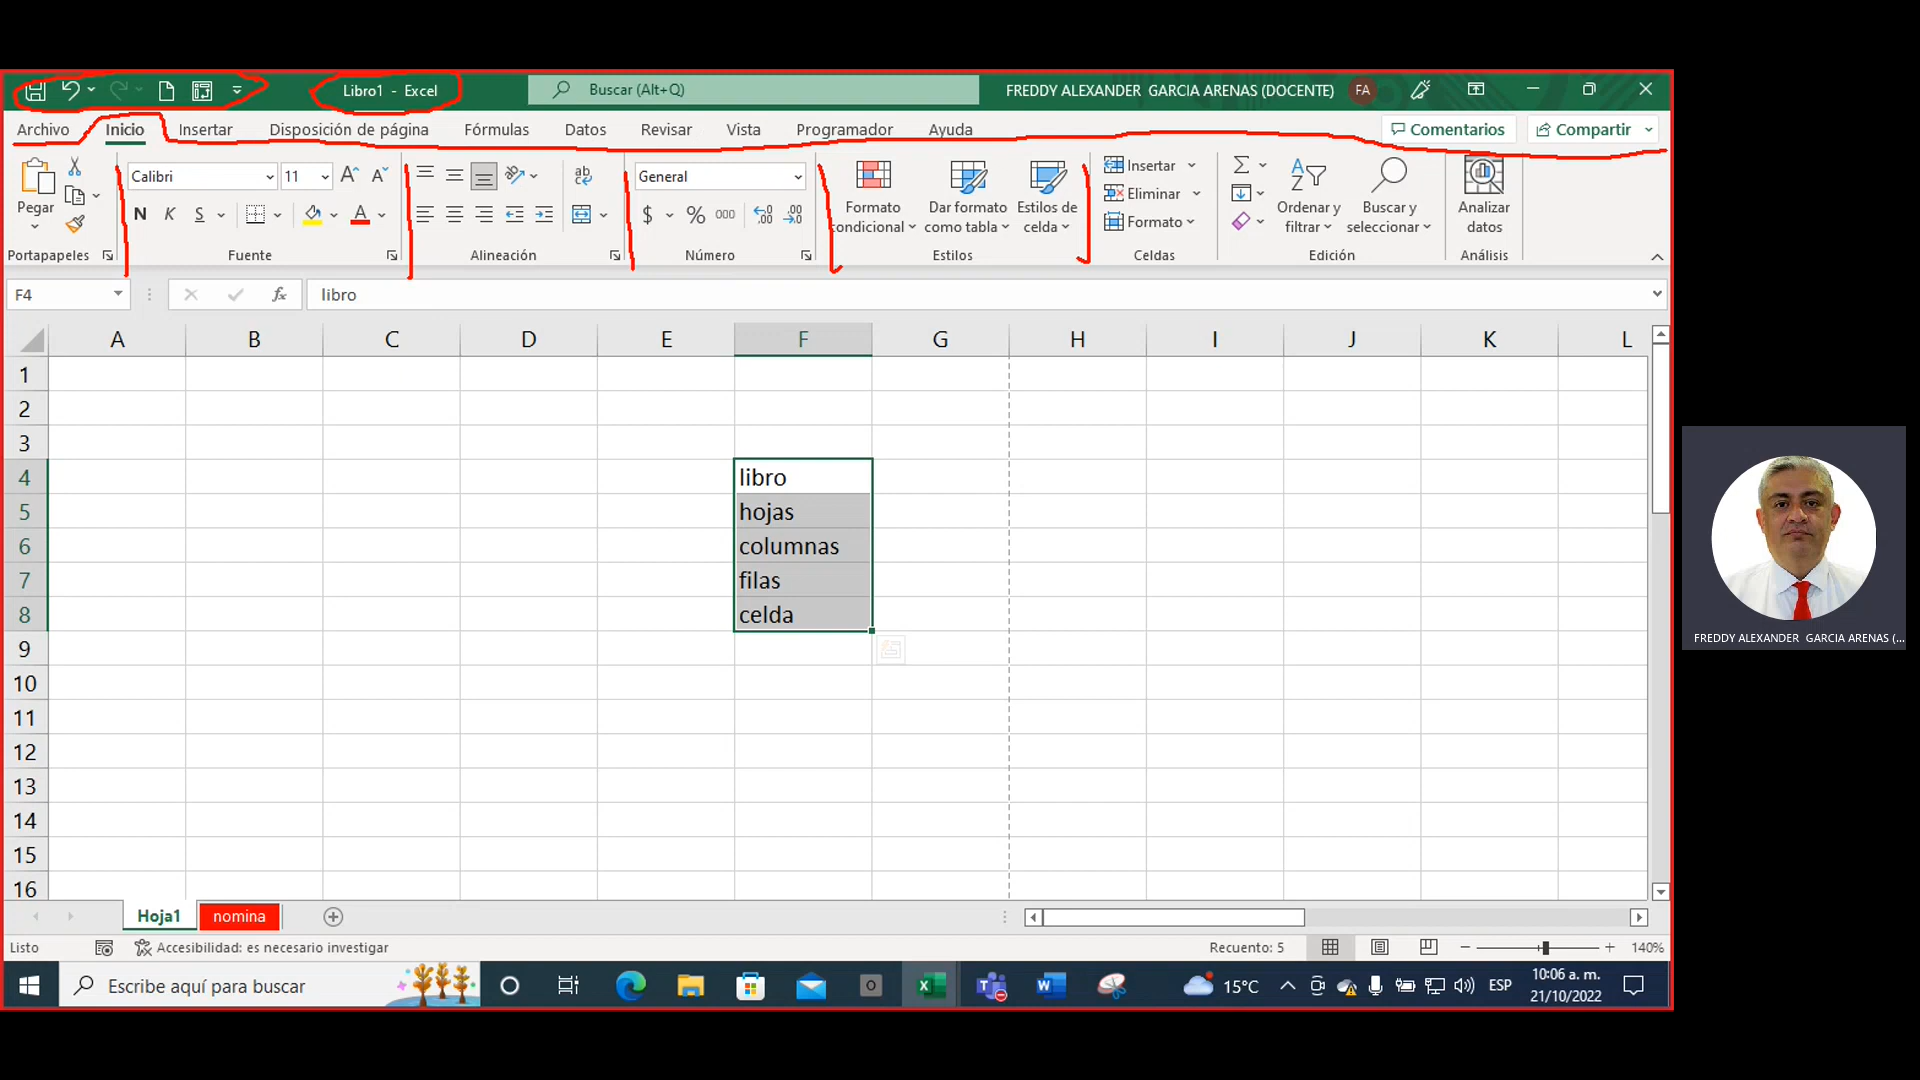 Libro1 - Excel
Buscar (Alt+Q)
FREDDY ALEXANDER GARCIA ARENAS (DOCENTE)
FA
Archivo Inicio Insertar Disposición de página Fórmulas Datos Revisar Vista Programador Ayuda Comentarios Compartir
Pegar
Portapapeles
Calibri 11
N K S
Fuente
ab
Alineación
General
$ % 000
Número
Formato condicional
Dar formato como tabla
Estilos de celda
Estilos
Insertar
Eliminar
Formato
Celdas
Ordenar y filtrar
Buscar y seleccionar
Edición
Analizar datos
Análisis
F4 fx libro
A B C D E F G H I J K L
1
2
3
4 libro
5 hojas
6 columnas
7 filas
8 celda
9
10
11
12
13
14
15
16
FREDDY ALEXANDER GARCIA ARENAS (...
Hoja1 nomina
Listo Accesibilidad: es necesario investigar Recuento: 5 140%
Escribe aquí para buscar 15°C ESP 10:06 a. m.
21/10/2022